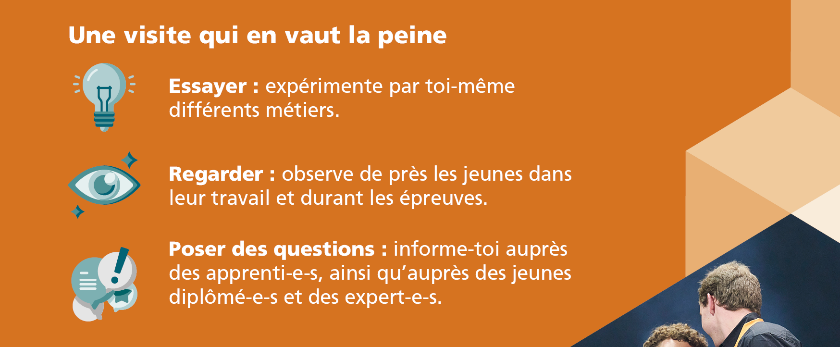 Une visite qui en vaut la peine
Essayer : expérimente par toi-même
différents métiers.
Regarder : observe de près les jeunes dans
leur travail et durant les épreuves.
Poser des questions : informe-toi auprès
des apprenti-e-s, ainsi qu’auprès des jeunes
diplômé-e-s et des expert-e-s.